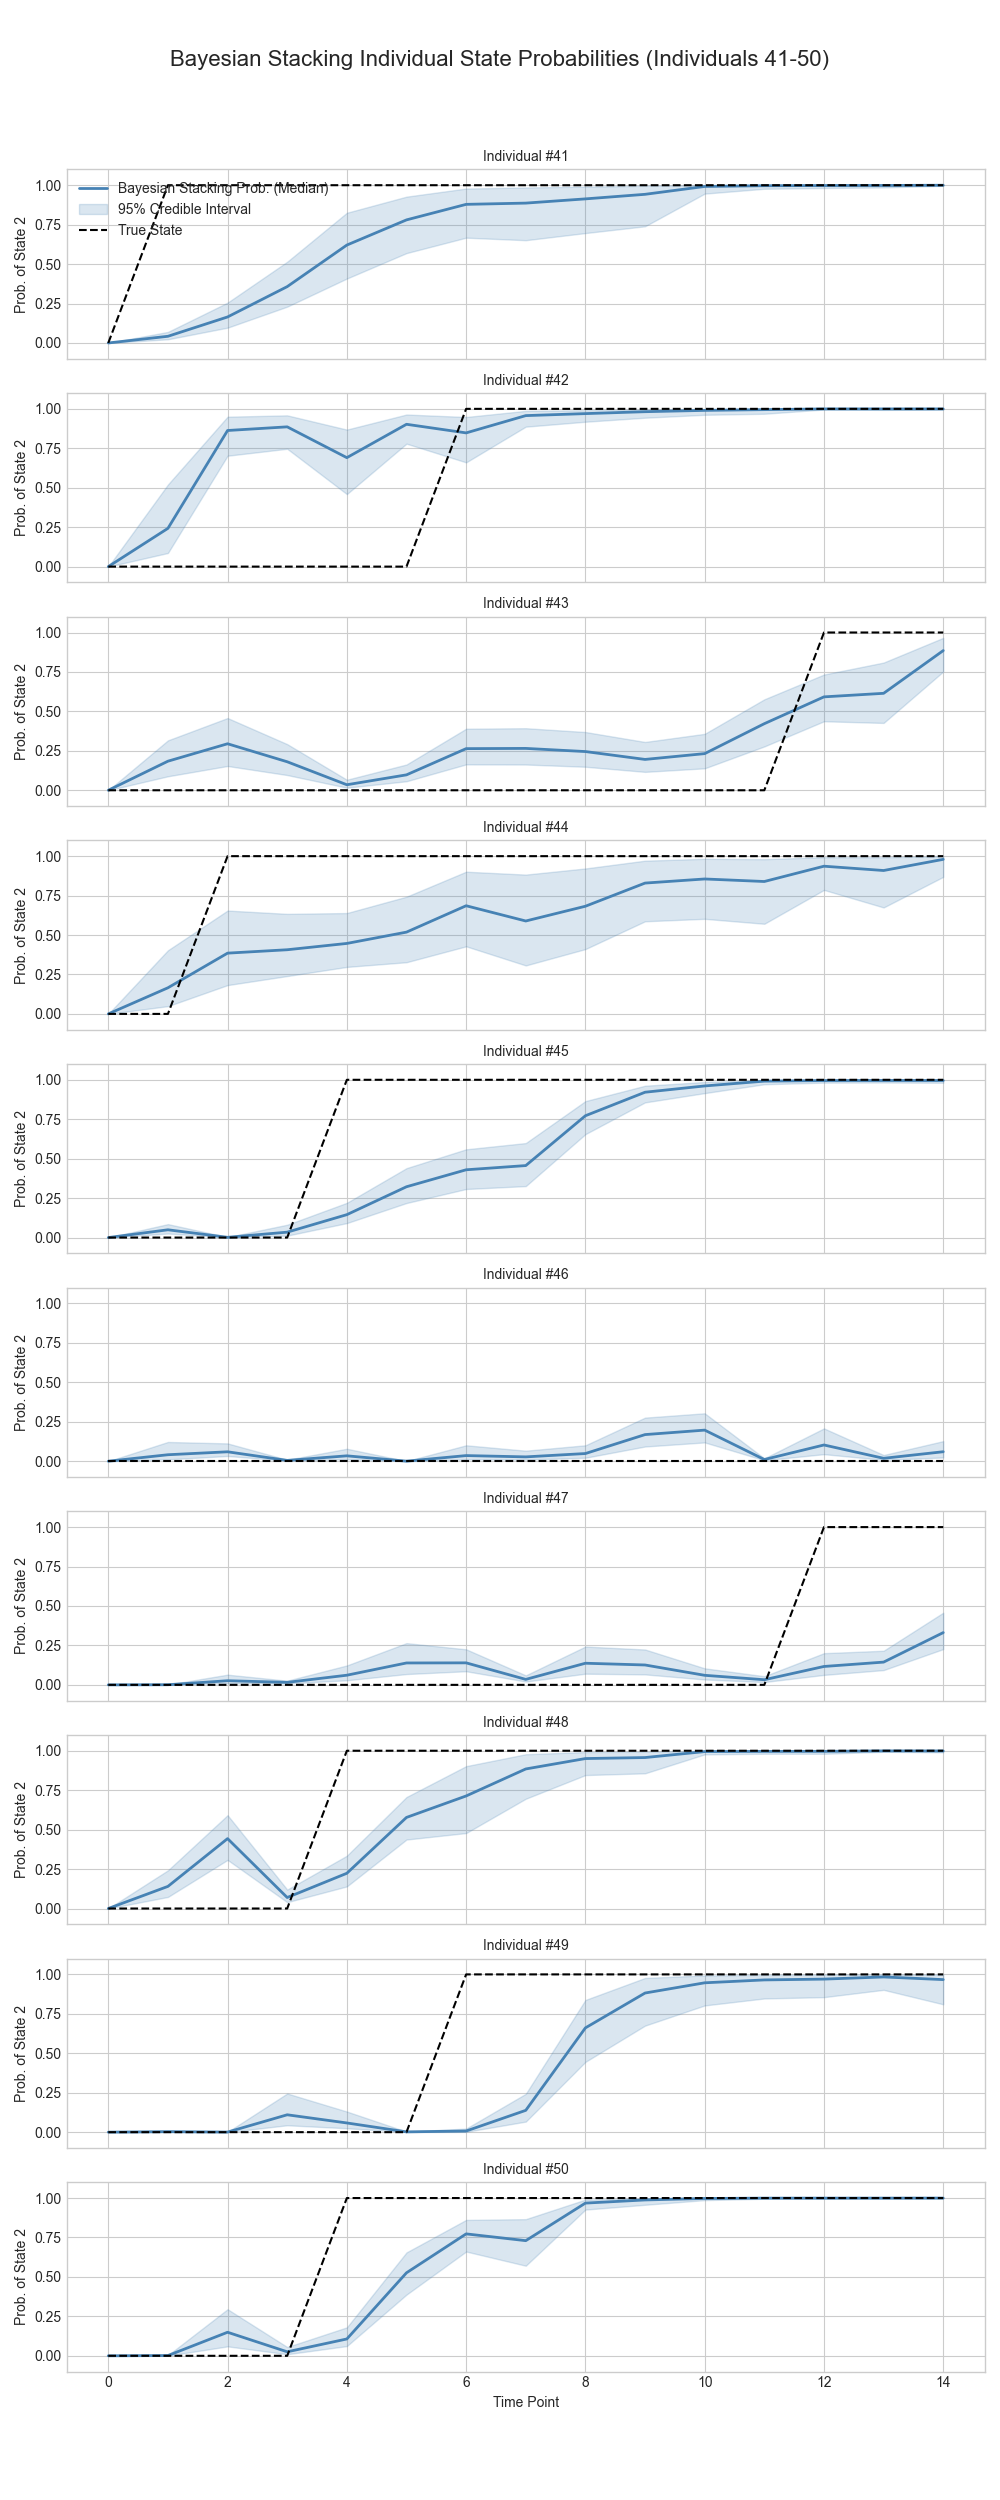 Bayesian Stacking Individual State Probabilities (Individuals 41-50)
Individual #41
Bayesian Stacking Prob. (Median)
95% Credible Interval
True State
1.00
0.75
0.50
0.25
0.00
Prob. of State 2
Individual #42
1.00
0.75
0.50
0.25
0.00
Prob. of State 2
Individual #43
1.00
0.75
0.50
0.25
0.00
Prob. of State 2
Individual #44
1.00
0.75
0.50
0.25
0.00
Prob. of State 2
Individual #45
1.00
0.75
0.50
0.25
0.00
Prob. of State 2
Individual #46
1.00
0.75
0.50
0.25
0.00
Prob. of State 2
Individual #47
1.00
0.75
0.50
0.25
0.00
Prob. of State 2
Individual #48
1.00
0.75
0.50
0.25
0.00
Prob. of State 2
Individual #49
1.00
0.75
0.50
0.25
0.00
Prob. of State 2
Individual #50
1.00
0.75
0.50
0.25
0.00
Prob. of State 2
0 2 4 6 8 10 12 14
Time Point